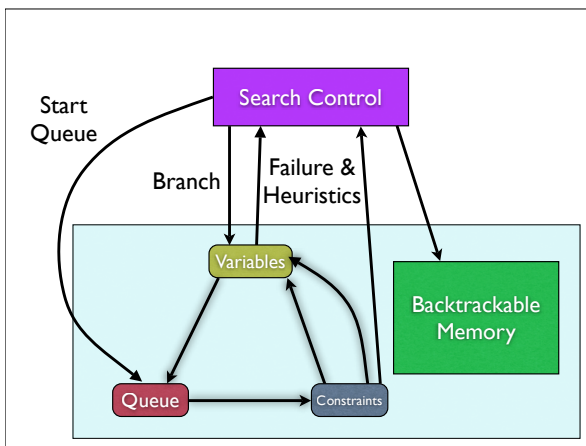 Search Control
Start
Queue
Branch
Failure &
Heuristics
Variables
Backtrackable
Memory
Queue
Constraints